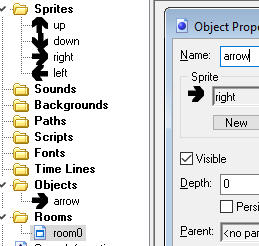 Sprites
up
down
right
left
Sounds
Backgrounds
Paths
Scripts
Fonts
Time Lines
Objects
arrow
Rooms
room0
Object Prope
Name: arrow
Sprite
right
New
Visible
Depth: 0
Persi
Parent: <no par